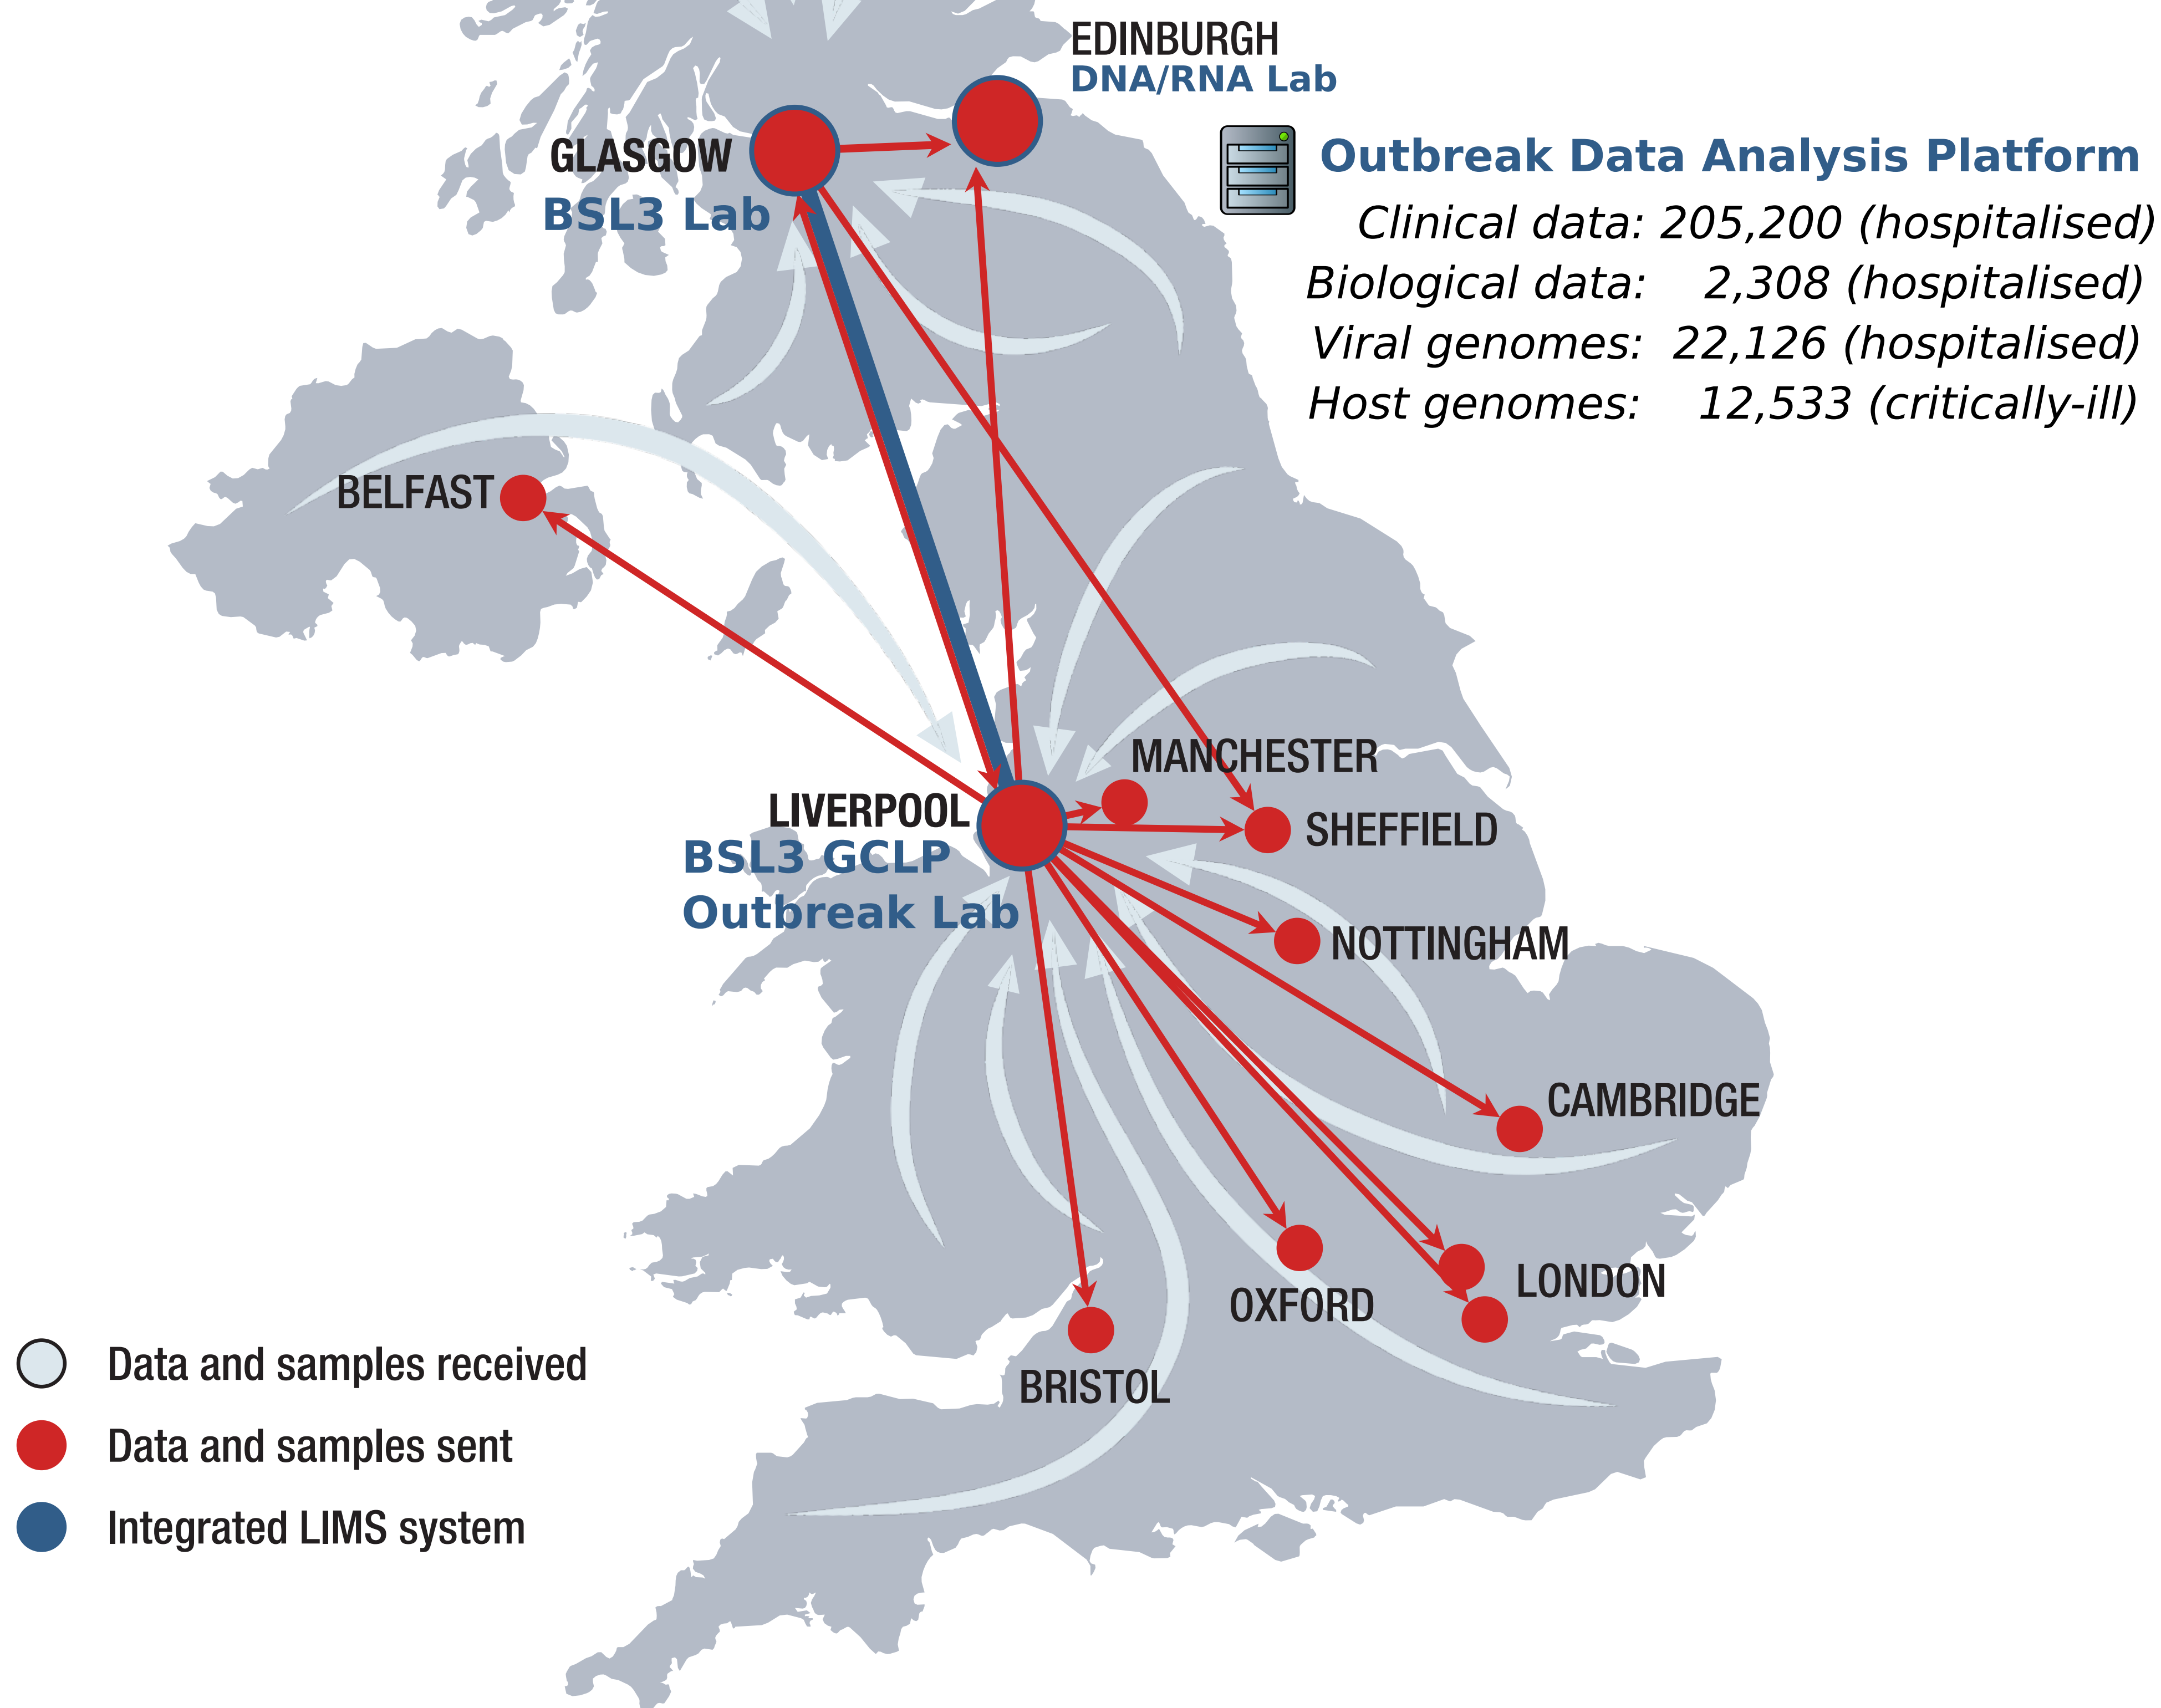 EDINBURGH
DNA/RNA Lab
GLASGOW
BSL3 Lab
Outbreak Data Analysis Platform
Clinical data: 205,200 (hospitalised)
Biological data: 2,308 (hospitalised)
Viral genomes: 22,126 (hospitalised)
Host genomes: 12,533 (critically-ill)
BELFAST
MANCHESTER
LIVERPOOL
BSL3 GCLP
Outbreak Lab
SHEFFIELD
NOTTINGHAM
CAMBRIDGE
LONDON
OXFORD
BRISTOL
Data and samples received
Data and samples sent
Integrated LIMS system